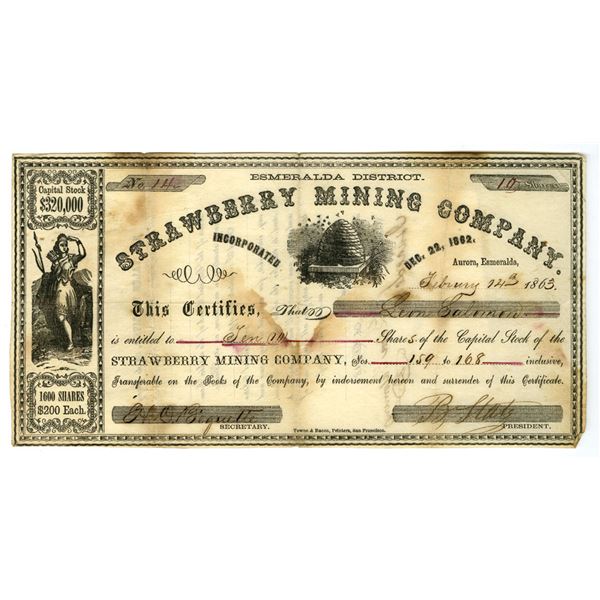 ESMERALDA DISTRICT.
Capital Stock
$320,000
No. 14
10 Shares
STRAWBERRY MINING COMPANY.
INCORPORATED DEC. 22, 1862.
Aurora, Esmeralda,
1863.
This Certifies, That Leon
is entitled to Ten Shares of the Capital Stock of the
STRAWBERRY MINING COMPANY, Nos. 159 to 168 inclusive,
Transferable on the Books of the Company, by indorsement hereon and surrender of this Certificate.
1600 SHARES
$200 Each.
SECRETARY.
PRESIDENT.
Towne & Bacon, Printers, San Francisco.